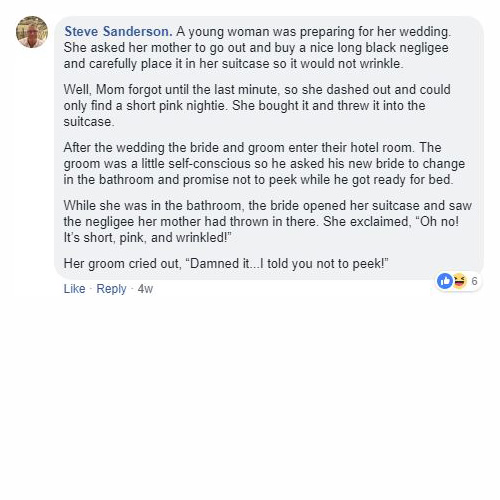 Steve Sanderson. A young woman was preparing for her wedding.
She asked her mother to go out and buy a nice long black negligee
and carefully place it in her suitcase so it would not wrinkle.
Well, Mom forgot until the last minute, so she dashed out and could
only find a short pink nightie. She bought it and threw it into the
suitcase.
After the wedding the bride and groom enter their hotel room. The
groom was a little self-conscious so he asked his new bride to change
in the bathroom and promise not to peek while he got ready for bed.
While she was in the bathroom, the bride opened her suitcase and saw
the negligee her mother had thrown in there. She exclaimed, “Oh no!
It’s short, pink, and wrinkled!”
Her groom cried out, “Damned it...I told you not to peek!”
Like · Reply · 4w
6